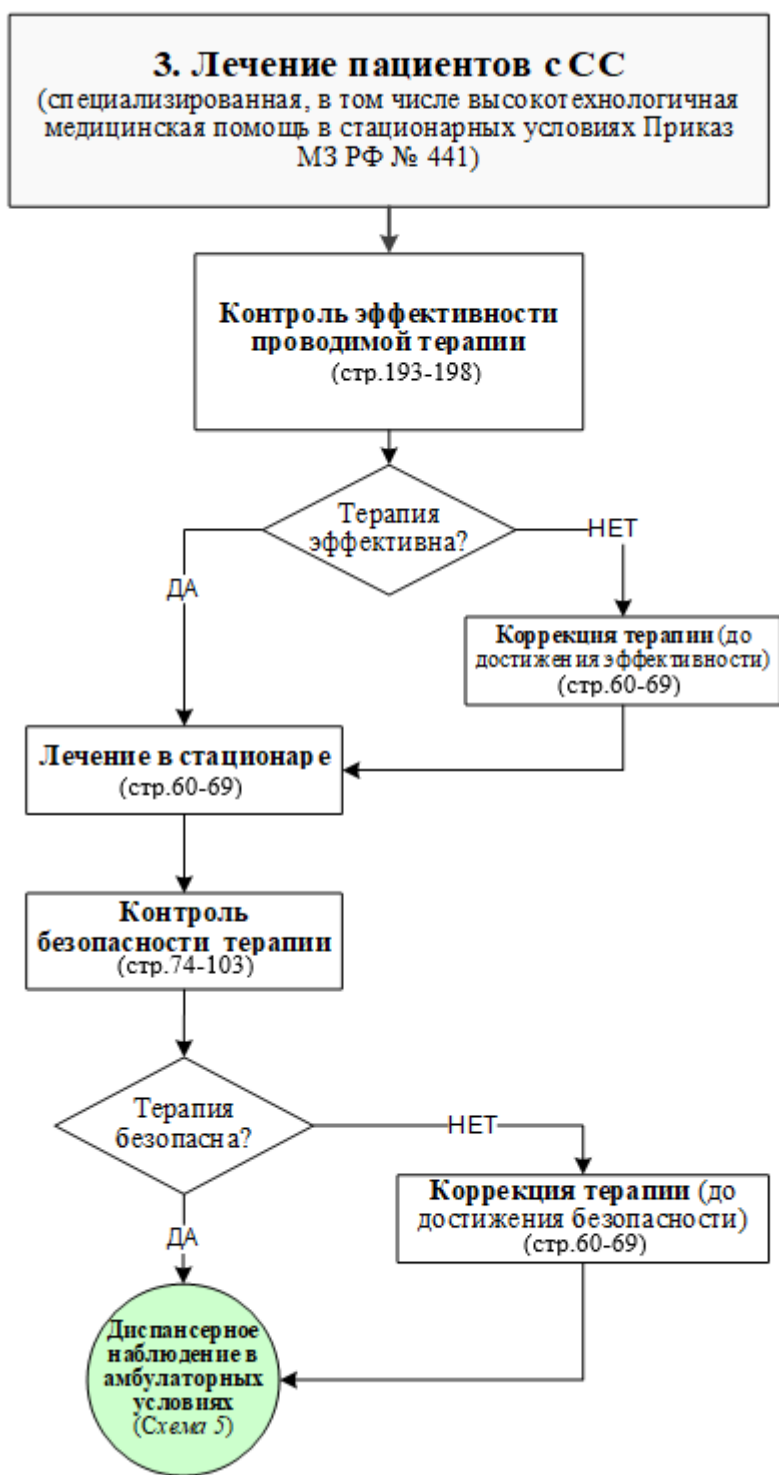 3. Лечение пациентов с СС
(специализированная, в том числе высокотехнологичная
медицинская помощь в стационарных условиях Приказ
МЗ РФ № 441)
Контроль эффективности
проводимой терапии
(стр.193-198)
Терапия
эффективна?
НЕТ
ДА
Коррекция терапии (до
достижения эффективности)
(стр.60-69)
Лечение в стационаре
(стр.60-69)
Контроль
безопасности терапии
(стр.74-103)
Терапия
безопасна?
НЕТ
Коррекция терапии (до
достижения безопасности)
(стр.60-69)
ДА
Диспансерное
наблюдение в
амбулаторных
условиях
(Схема 5)